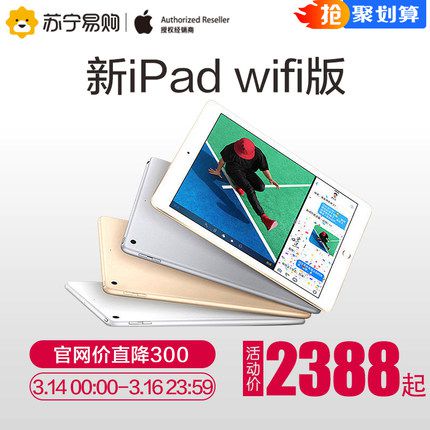 苏宁易购
Authorized Reseller
授权经销商
抢 聚划算
新iPad wifi版
官网价直降300
3.14 00:00-3.16 23:59
活动价
2388起